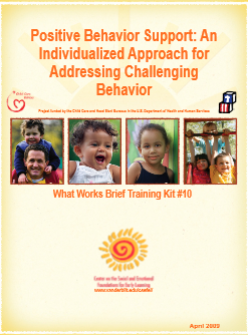 Positive Behavior Support: An
Individualized Approach for
Addressing Challenging
Behavior
Project funded by the Child Care and Head Start Bureaus in the U.S. Department of Health and Human Services
What Works Brief Training Kit #10
Center on the Social and Emotional
Foundations for Early Learning
www.vanderbilt.edu/csefel/
April 2009